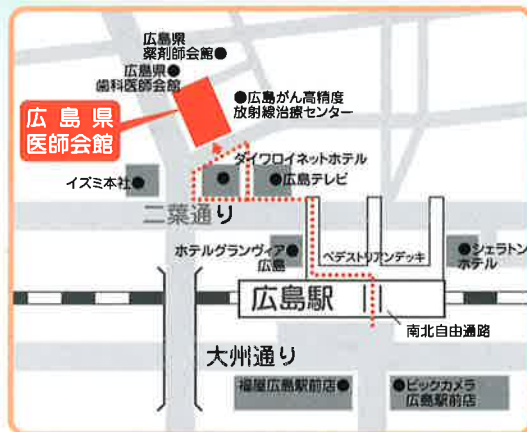 広島県
薬剤師会館
広島県
歯科医師会館
広島県
医師会館
広島がん高精度
放射線治療センター
ダイワロイネットホテル
イズミ本社
広島テレビ
二葉通り
ホテルグランヴィア
広島
ペデストリアンデッキ
シェラトン
ホテル
広島駅
南北自由通路
大州通り
福屋広島駅前店
ビックカメラ
広島駅前店